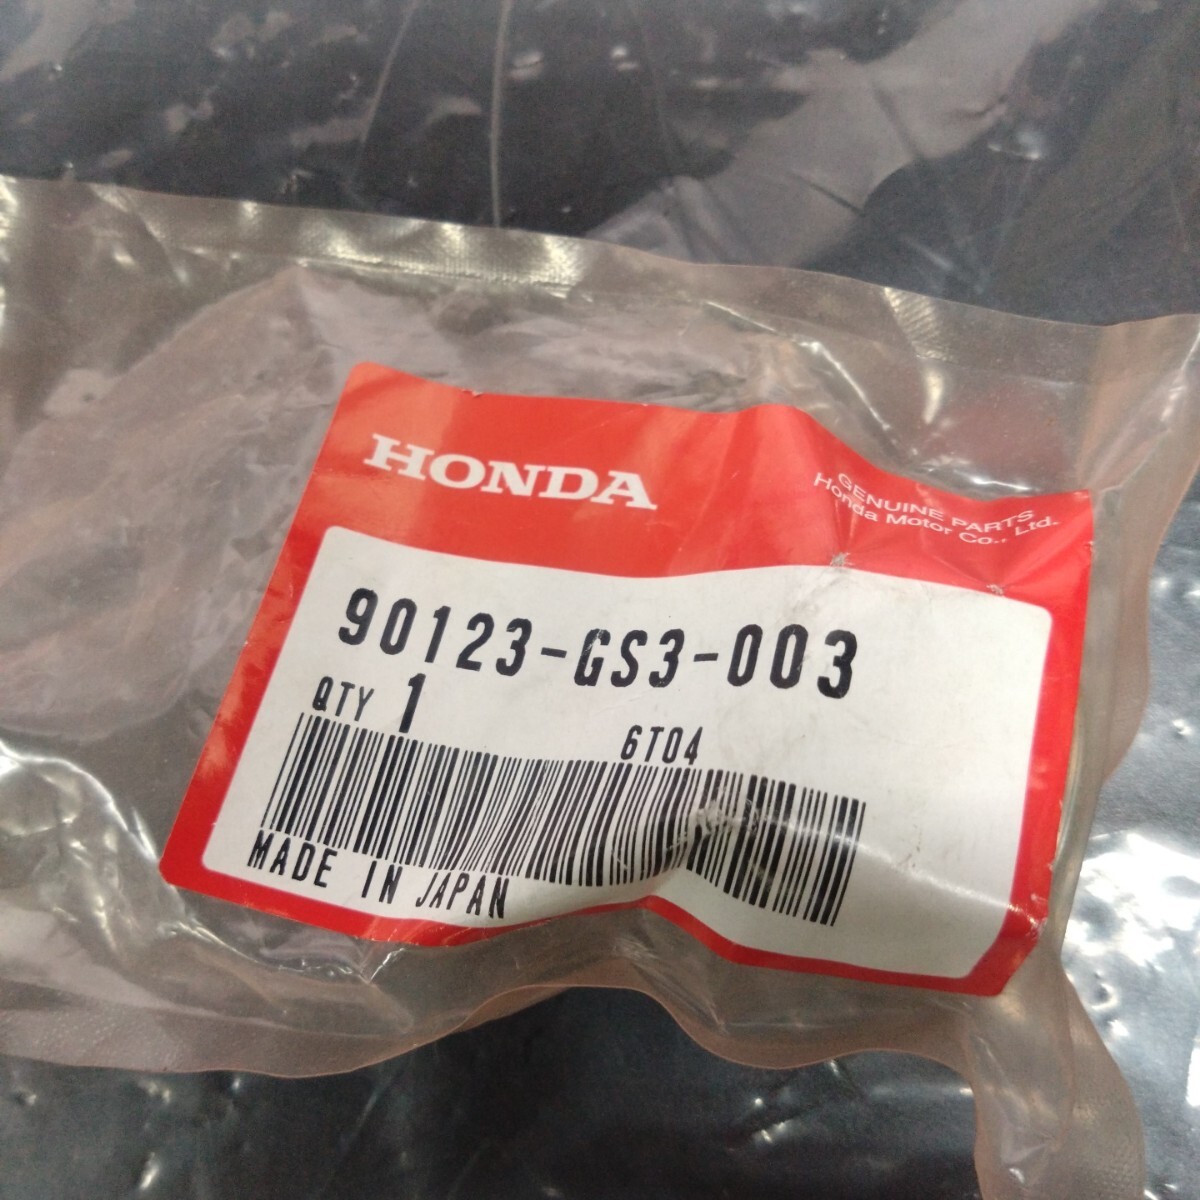 HONDA
GENUINE PARTS
Honda Motor Co., Ltd.
90123-GS3-003
QTY 1
6T04
MADE IN JAPAN